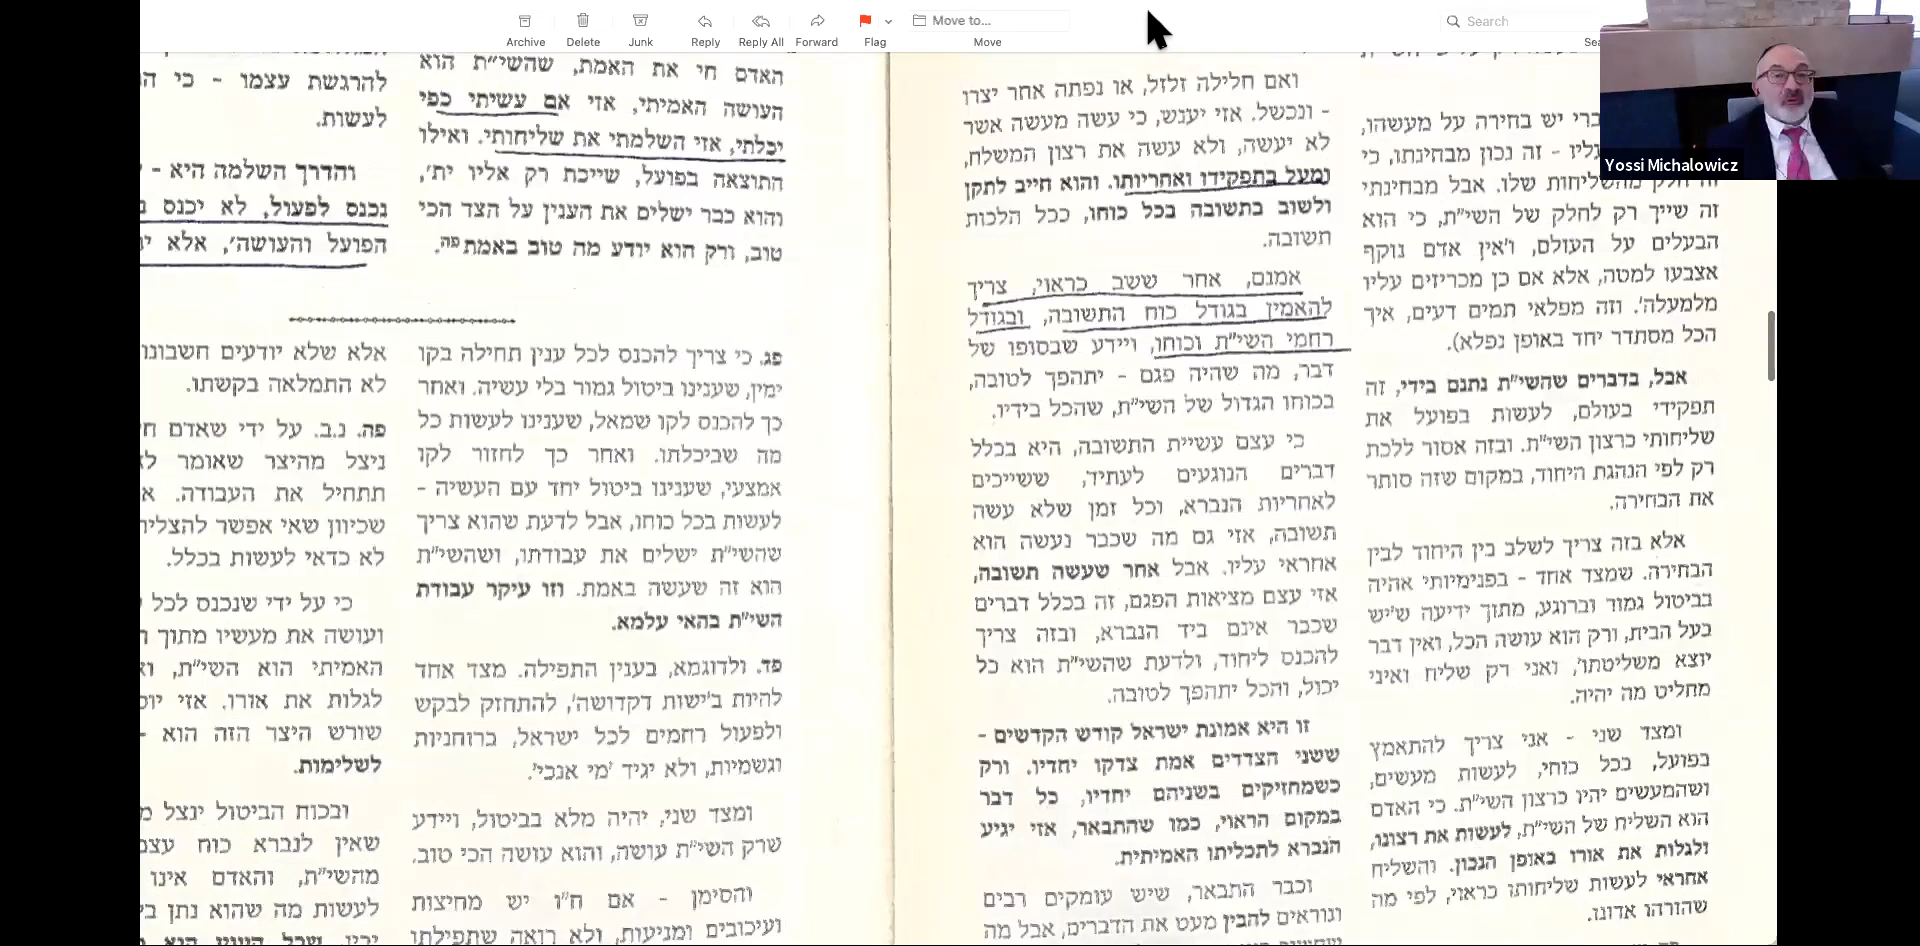 Archive
Delete
Junk
Reply
Reply All
Forward
Flag
Move to...
Move
Search
Yossi Michalowicz
ברי יש בחירה על מעשהו,
עליו - זה נכון מבחינתו, כי
זה חלק מהשליחות שלו. אבל מבחינתי
זה שייך רק לחלק של השי״ת, כי הוא
הבעלים על העולם, ו'אין אדם נוקף
אצבעו למטה, אלא אם כן מכריזים עליו
מלמעלה'. וזה מפלאי תמים דעים, איך
הכל מסתדר יחד באופן נפלא).
אבל, בדברים שהשי״ת נתנם בידי, זה
תפקידי בעולם, לעשות בפועל את
שליחותי כרצון השי״ת. ובזה אסור ללכת
רק לפי הנהגת היחוד, במקום שזה סותר
את הבחירה.
אלא בזה צריך לשלב בין היחוד לבין
הבחירה. שמצד אחד - בפנימיותי אהיה
בביטול גמור וברוגע, מתוך ידיעה ש'יש
בעל הבית, ורק הוא עושה הכל, ואין דבר
יוצא משליטתו', ואני רק שליח ואיני
מחליט מה יהיה.
ומצד שני - אני צריך להתאמץ
בפועל, בכל כוחי, לעשות מעשים,
ושהמעשים יהיו כרצון השי״ת. כי האדם
הוא השליח של השי״ת, לעשות את רצונו,
ולגלות את אורו באופן הנכון. והשליח
אחראי לעשות שליחותו כראוי, לפי מה
שהורהו אדונו.
ואם חלילה זלזל, או נפתה אחר יצרו
- ונכשל. אזי יענש, כי עשה מעשה אשר
לא יעשה, ולא עשה את רצון המשלח,
ומעל בתפקידו ואחריותו. והוא חייב לתקן
ולשוב בתשובה בכל כוחו, ככל הלכות
תשובה.
אמנם, אחר ששב כראוי, צריך
להאמין בגודל כוח התשובה, ובגודל
רחמי השי״ת וכוחו, ויידע שבסופו של
דבר, מה שהיה פגם - יתהפך לטובה,
בכוחו הגדול של השי״ת, שהכל בידיו.
כי עצם עשיית התשובה, היא בכלל
דברים הנוגעים לעתיד, ששייכים
לאחריות הנברא, וכל זמן שלא עשה
תשובה, אזי גם מה שכבר נעשה הוא
אחראי עליו. אבל אחר שעשה תשובה,
אזי עצם מציאות הפגם, זה בכלל דברים
שכבר אינם ביד הנברא, ובזה צריך
להכנס ליחוד, ולדעת שהשי״ת הוא כל
יכול, והכל יתהפך לטובה.
זו היא אמונת ישראל קודש הקדשים -
ששני הצדדים אמת צדקו יחדיו. ורק
כשמחזיקים בשניהם יחדיו, כל דבר
במקום הראוי, כמו שהתבאר, אזי יגיע
הנברא לתכליתו האמיתית.
וכבר התבאר, שיש עומקים רבים
ונוראים להבין מעט את הדברים, אבל מה
האדם חי את האמת, שהשי״ת הוא
העושה האמיתי, אזי אם עשיתי כפי
יכלתי, אזי השלמתי את שליחותי. ואילו
התוצאה בפועל, שייכת רק אליו ית',
והוא כבר ישלים את הענין על הצד הכי
טוב, ורק הוא יודע מה טוב באמתפה.
פג. כי צריך להכנס לכל ענין תחילה בקו
ימין, שענינו ביטול גמור בלי עשיה. ואחר
כך להכנס לקו שמאל, שענינו לעשות כל
מה שביכלתו. ואחר כך לחזור לקו
אמצעי, שענינו ביטול יחד עם העשיה -
לעשות בכל כוחו, אבל לדעת שהוא צריך
שהשי״ת ישלים את עבודתו, ושהשי״ת
הוא זה שעשה באמת. וזו עיקר עבודת
השי״ת בהאי עלמא.
פד. ולדוגמא, בענין התפילה. מצד אחד
להיות ב'ישות דקדושה', להתחזק לבקש
ולפעול רחמים לכל ישראל, ברוחניות
וגשמיות, ולא יגיד 'מי אנכי'.
ומצד שני, יהיה מלא בביטול, ויידע
שרק השי״ת עושה, והוא עושה הכי טוב.
והסימן - אם ח״ו יש מחיצות
ועיכובים ומניעות, ולא רואה שתפילתו
להרגשת עצמו - כי
לעשות.
והדרך השלמה היא -
נכנס לפעול, לא יכנס
הפועל והעושה', אלא
אלא שלא יודעים חשבונו
לא התמלאה בקשתו.
פה. נ.ב. על ידי שאדם
ניצל מהיצר שאומר
תתחיל את העבודה.
שכיוון שאי אפשר להצליח
לא כדאי לעשות בכלל.
כי על ידי שנכנס לכל
ועושה את מעשיו מתוך
האמיתי הוא השי״ת,
לגלות את אורו. אזי
שורש היצר הזה הוא -
לשלימות.
ובכוח הביטול ינצל
שאין לנברא כוח עצמ
מהשי״ת, והאדם אינו
לעשות מה שהוא נתן